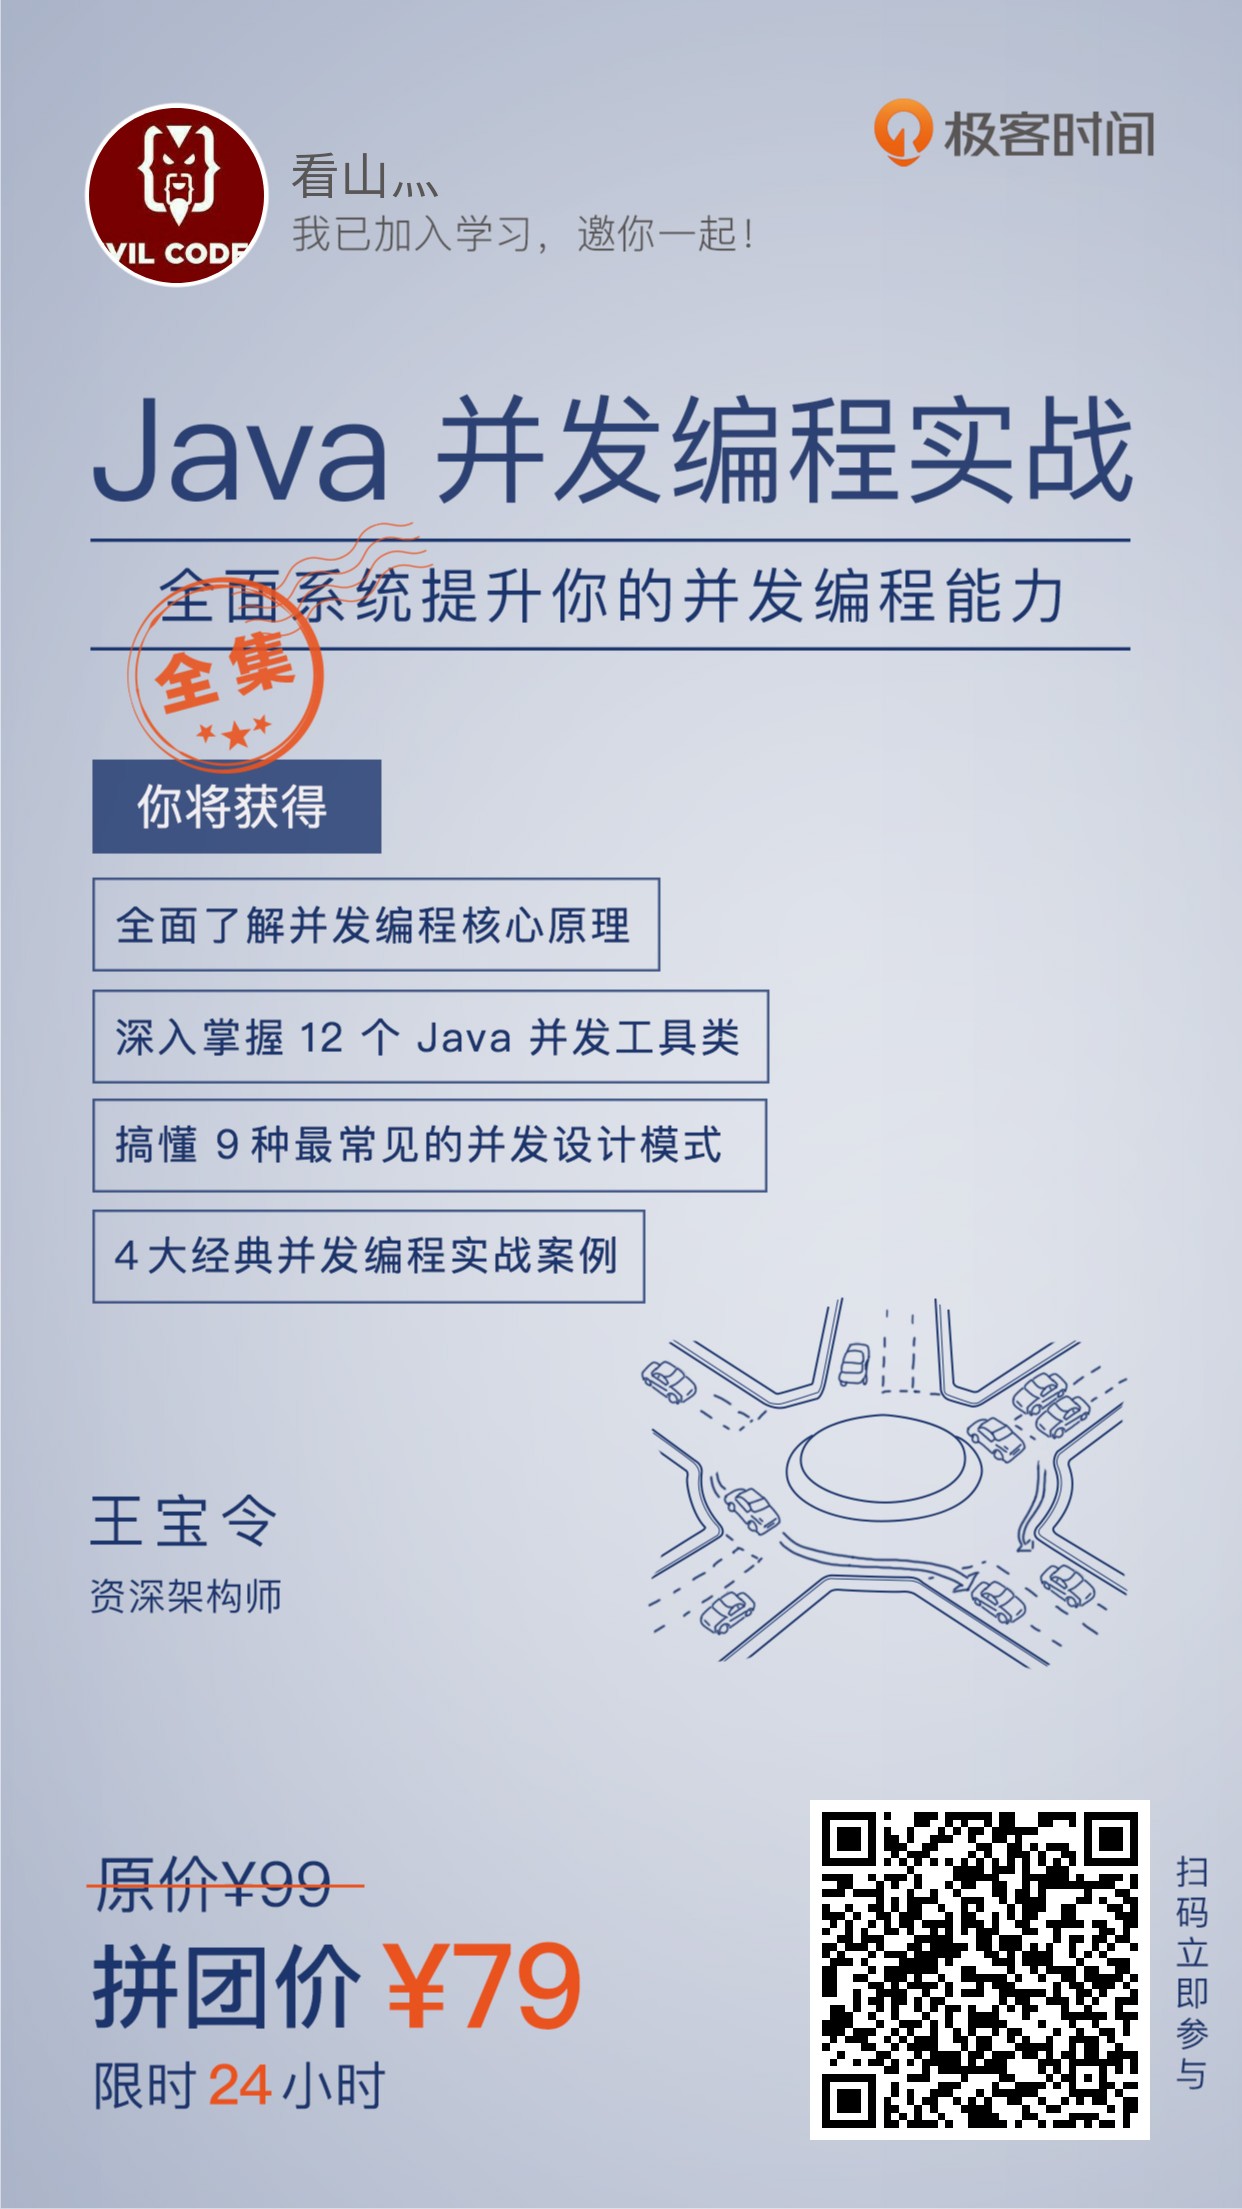 VIL CODE
看山灬
我已加入学习，邀你一起！
极客时间
Java 并发编程实战
全面系统提升你的并发编程能力
全集
你将获得
全面了解并发编程核心原理
深入掌握 12 个 Java 并发工具类
搞懂 9 种最常见的并发设计模式
4 大经典并发编程实战案例
王宝令
资深架构师
原价¥99
拼团价 ¥79
限时 24 小时
扫码立即参与